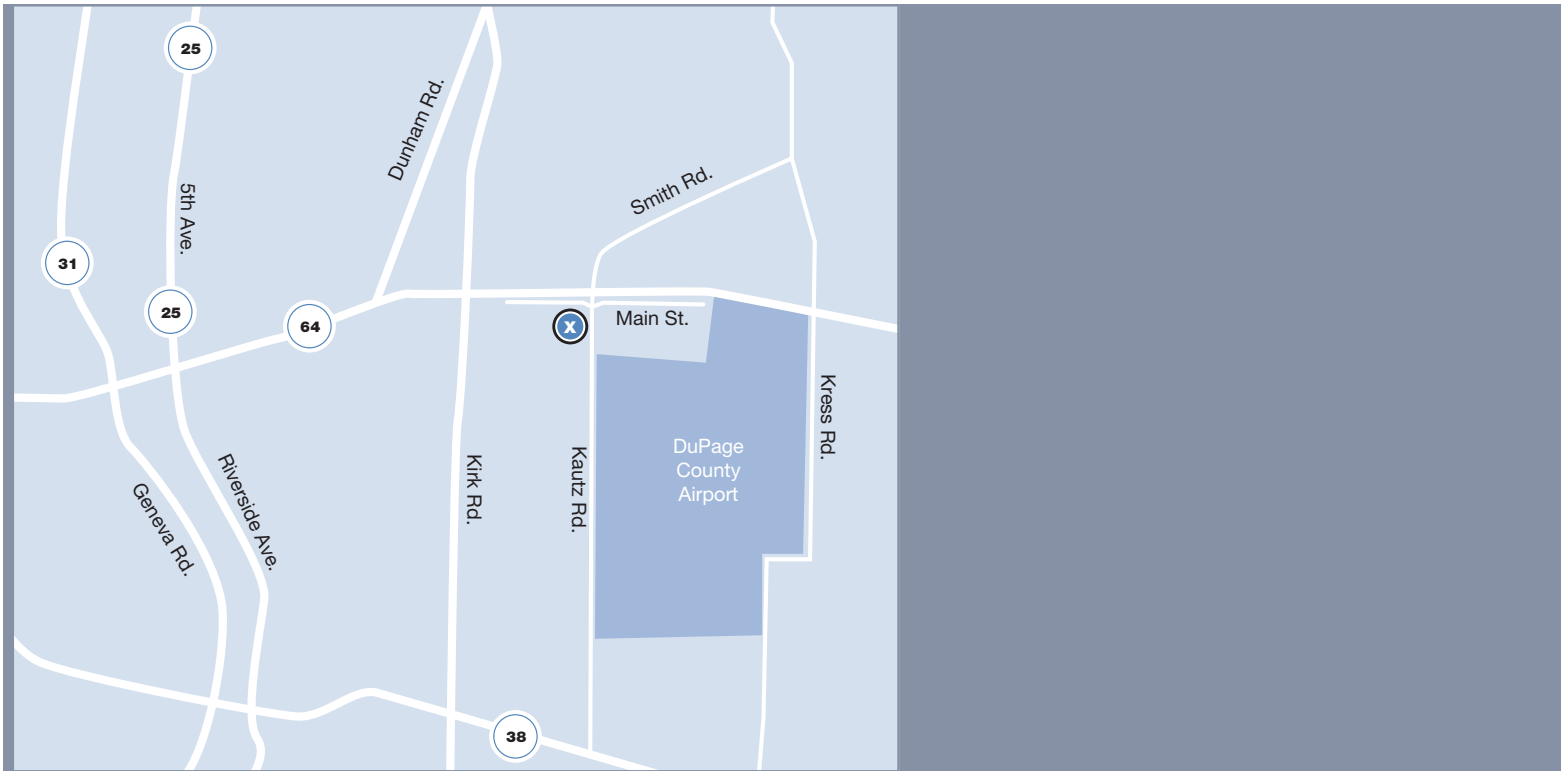 25
Dunham Rd.
Smith Rd.
5th Ave.
31
25
64
X
Main St.
Kress Rd.
DuPage
County
Airport
Kautz Rd.
Kirk Rd.
Riverside Ave.
Geneva Rd.
38